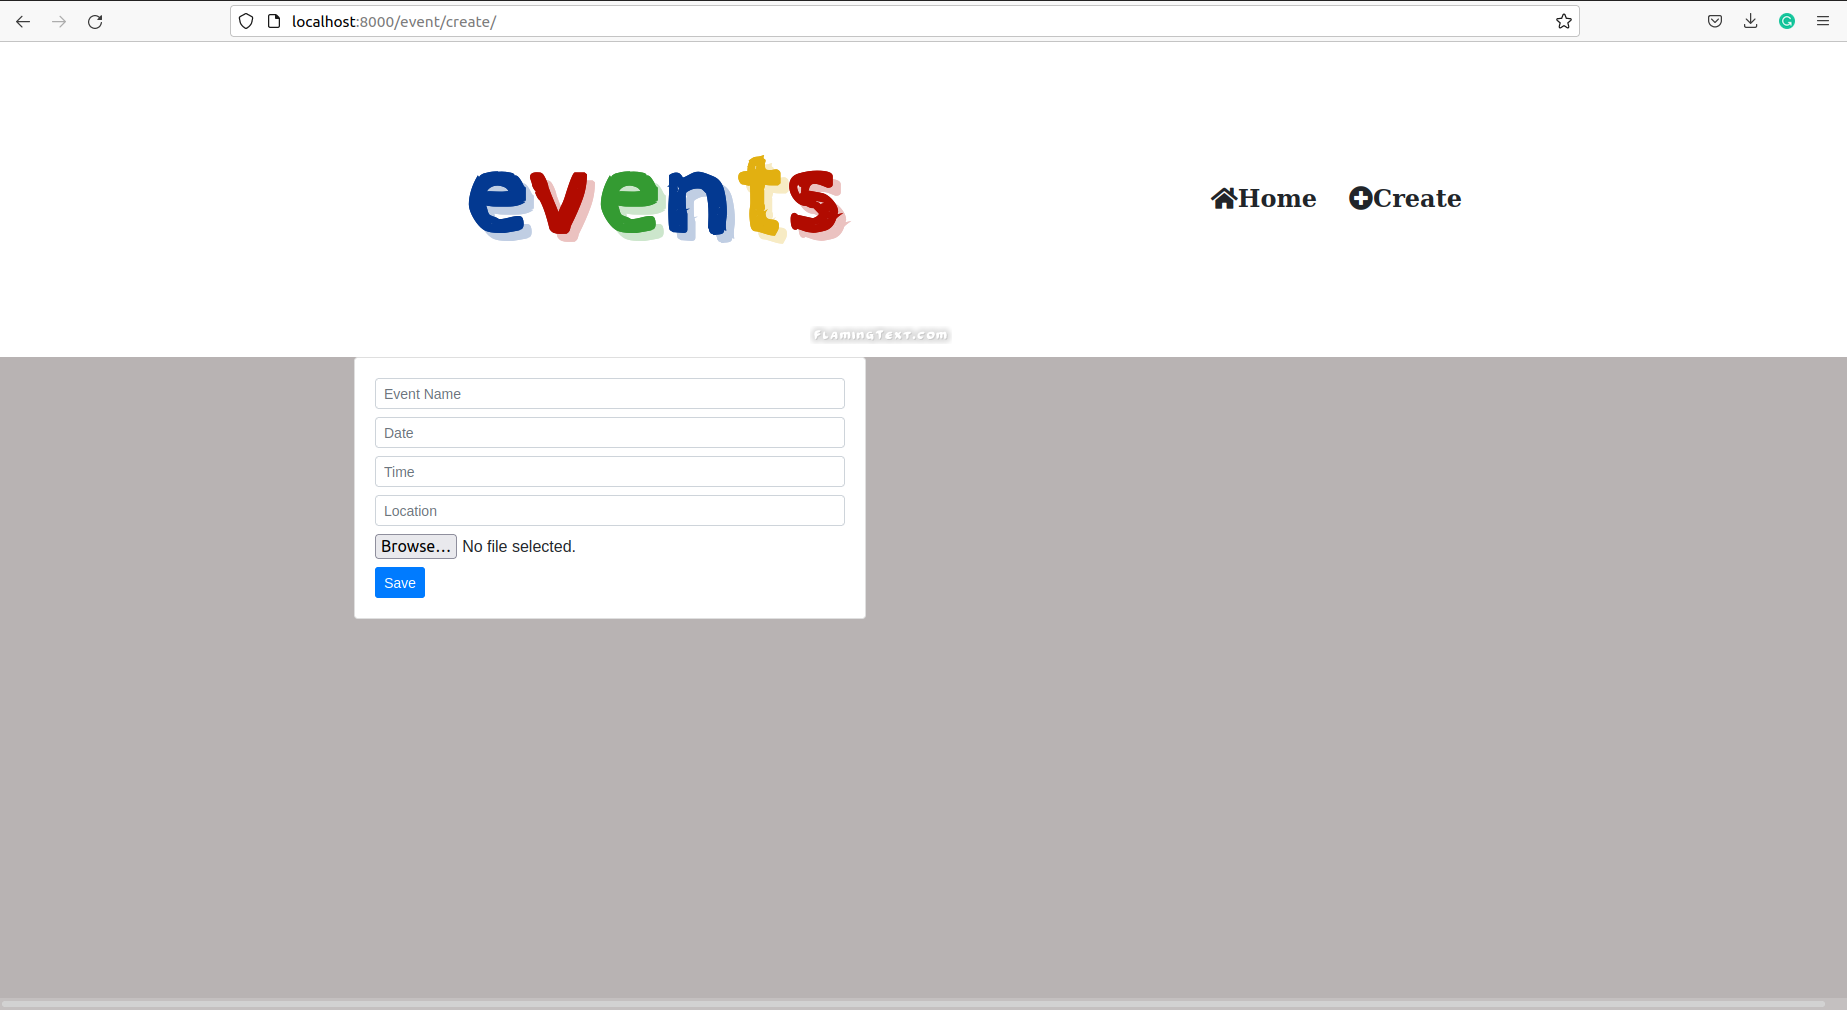 localhost:8000/event/create/
events
Home Create
FlamingText.com
Event Name
Date
Time
Location
Browse... No file selected.
Save